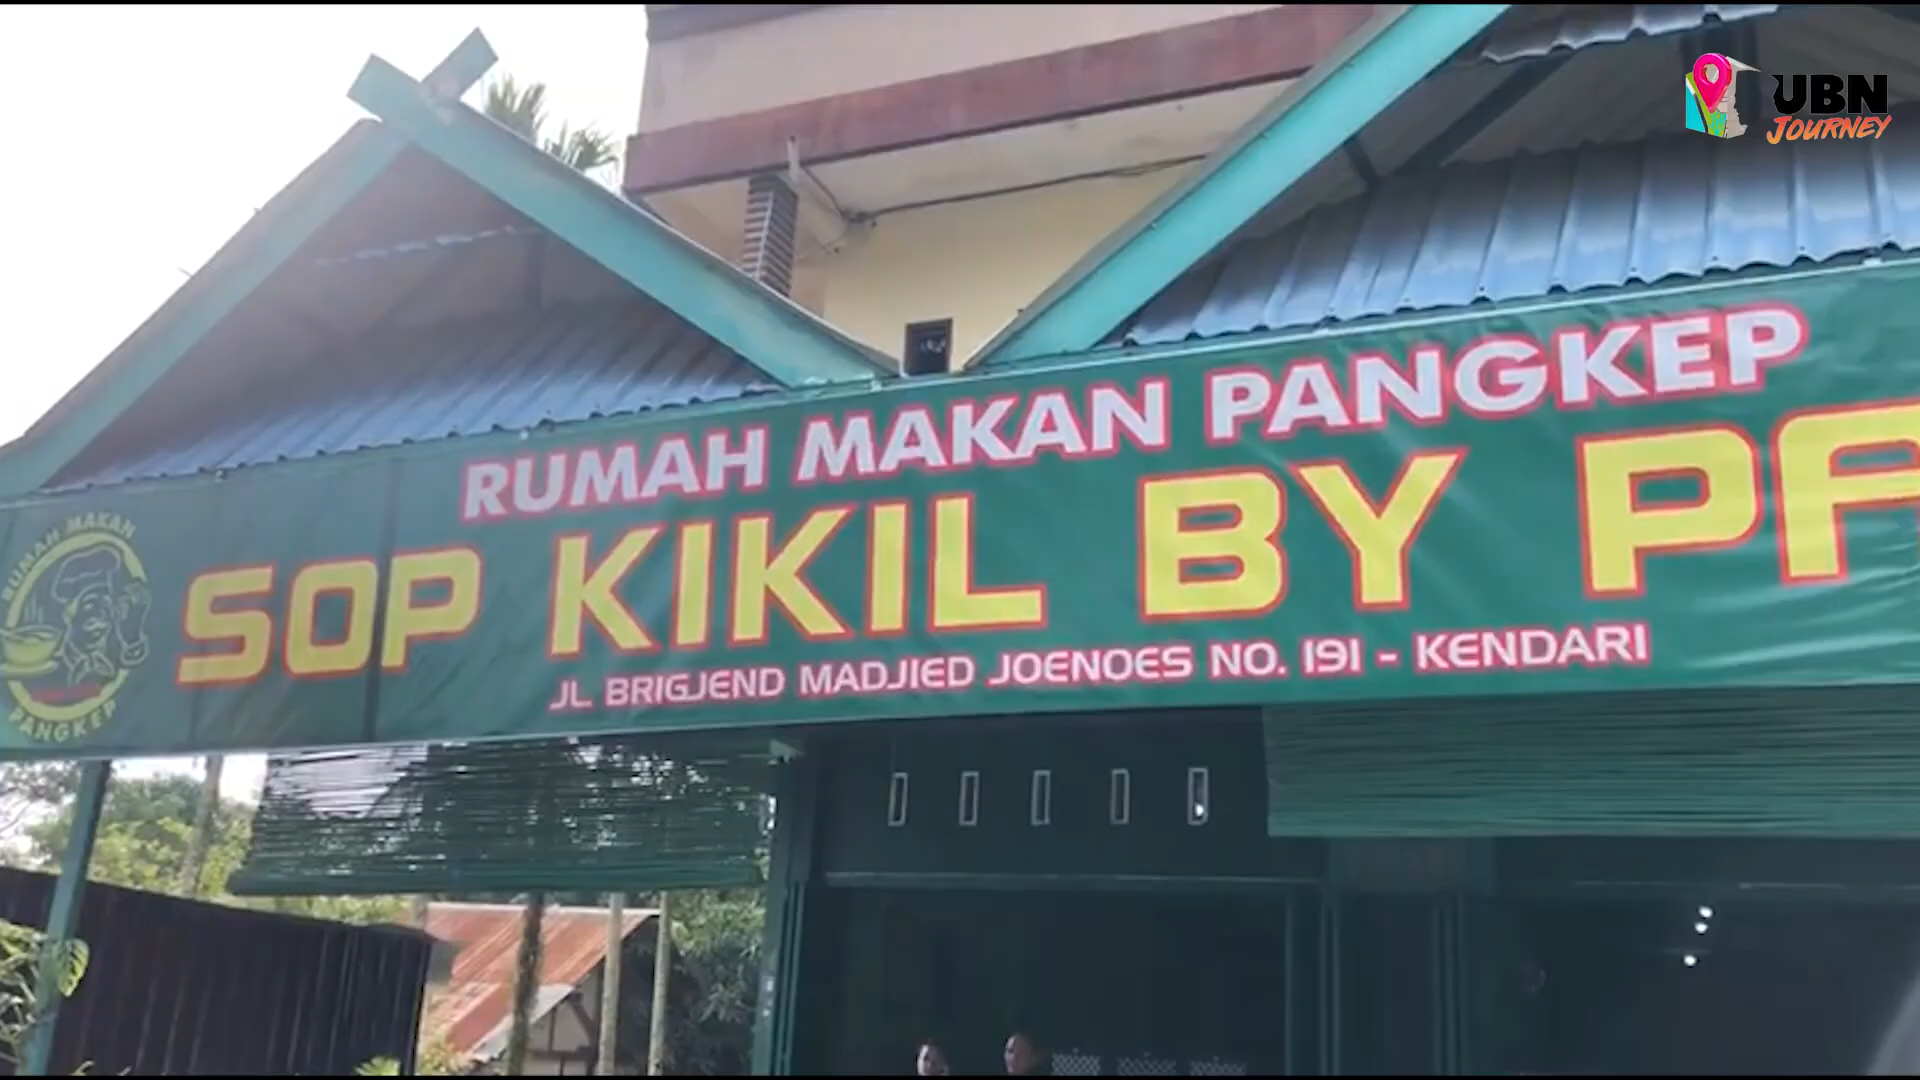 UBN
JOURNEY
RUMAH MAKAN PANGKEP
SOP KIKIL BY PA
JL. BRIGJEND MADJIED JOENOES NO. 191 - KENDARI
RUMAH MAKAN
PANGKEP